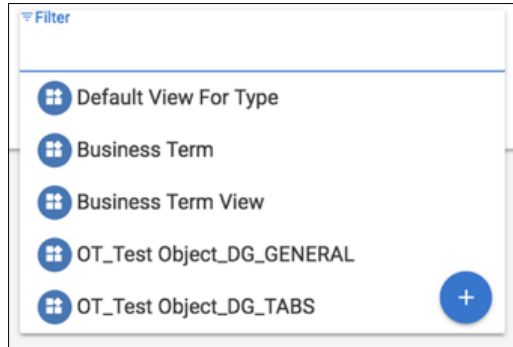 Filter
Default View For Type
Business Term
Business Term View
OT_Test Object_DG_GENERAL
OT_Test Object_DG_TABS